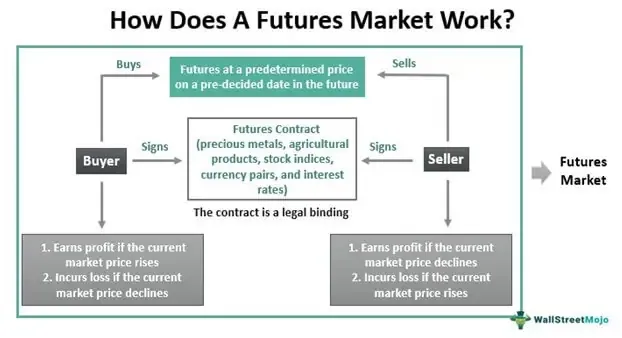 How Does A Futures Market Work?
Buys
Futures at a predetermined price
on a pre-decided date in the future
Sells
Buyer
Signs
Futures Contract
(precious metals, agricultural
products, stock indices,
currency pairs, and interest
rates)
Signs
Seller
The contract is a legal binding
Futures
Market
1. Earns profit if the current
market price rises
2. Incurs loss if the current
market price declines
1. Earns profit if the current
market price declines
2. Incurs loss if the current
market price rises
WallStreetMojo